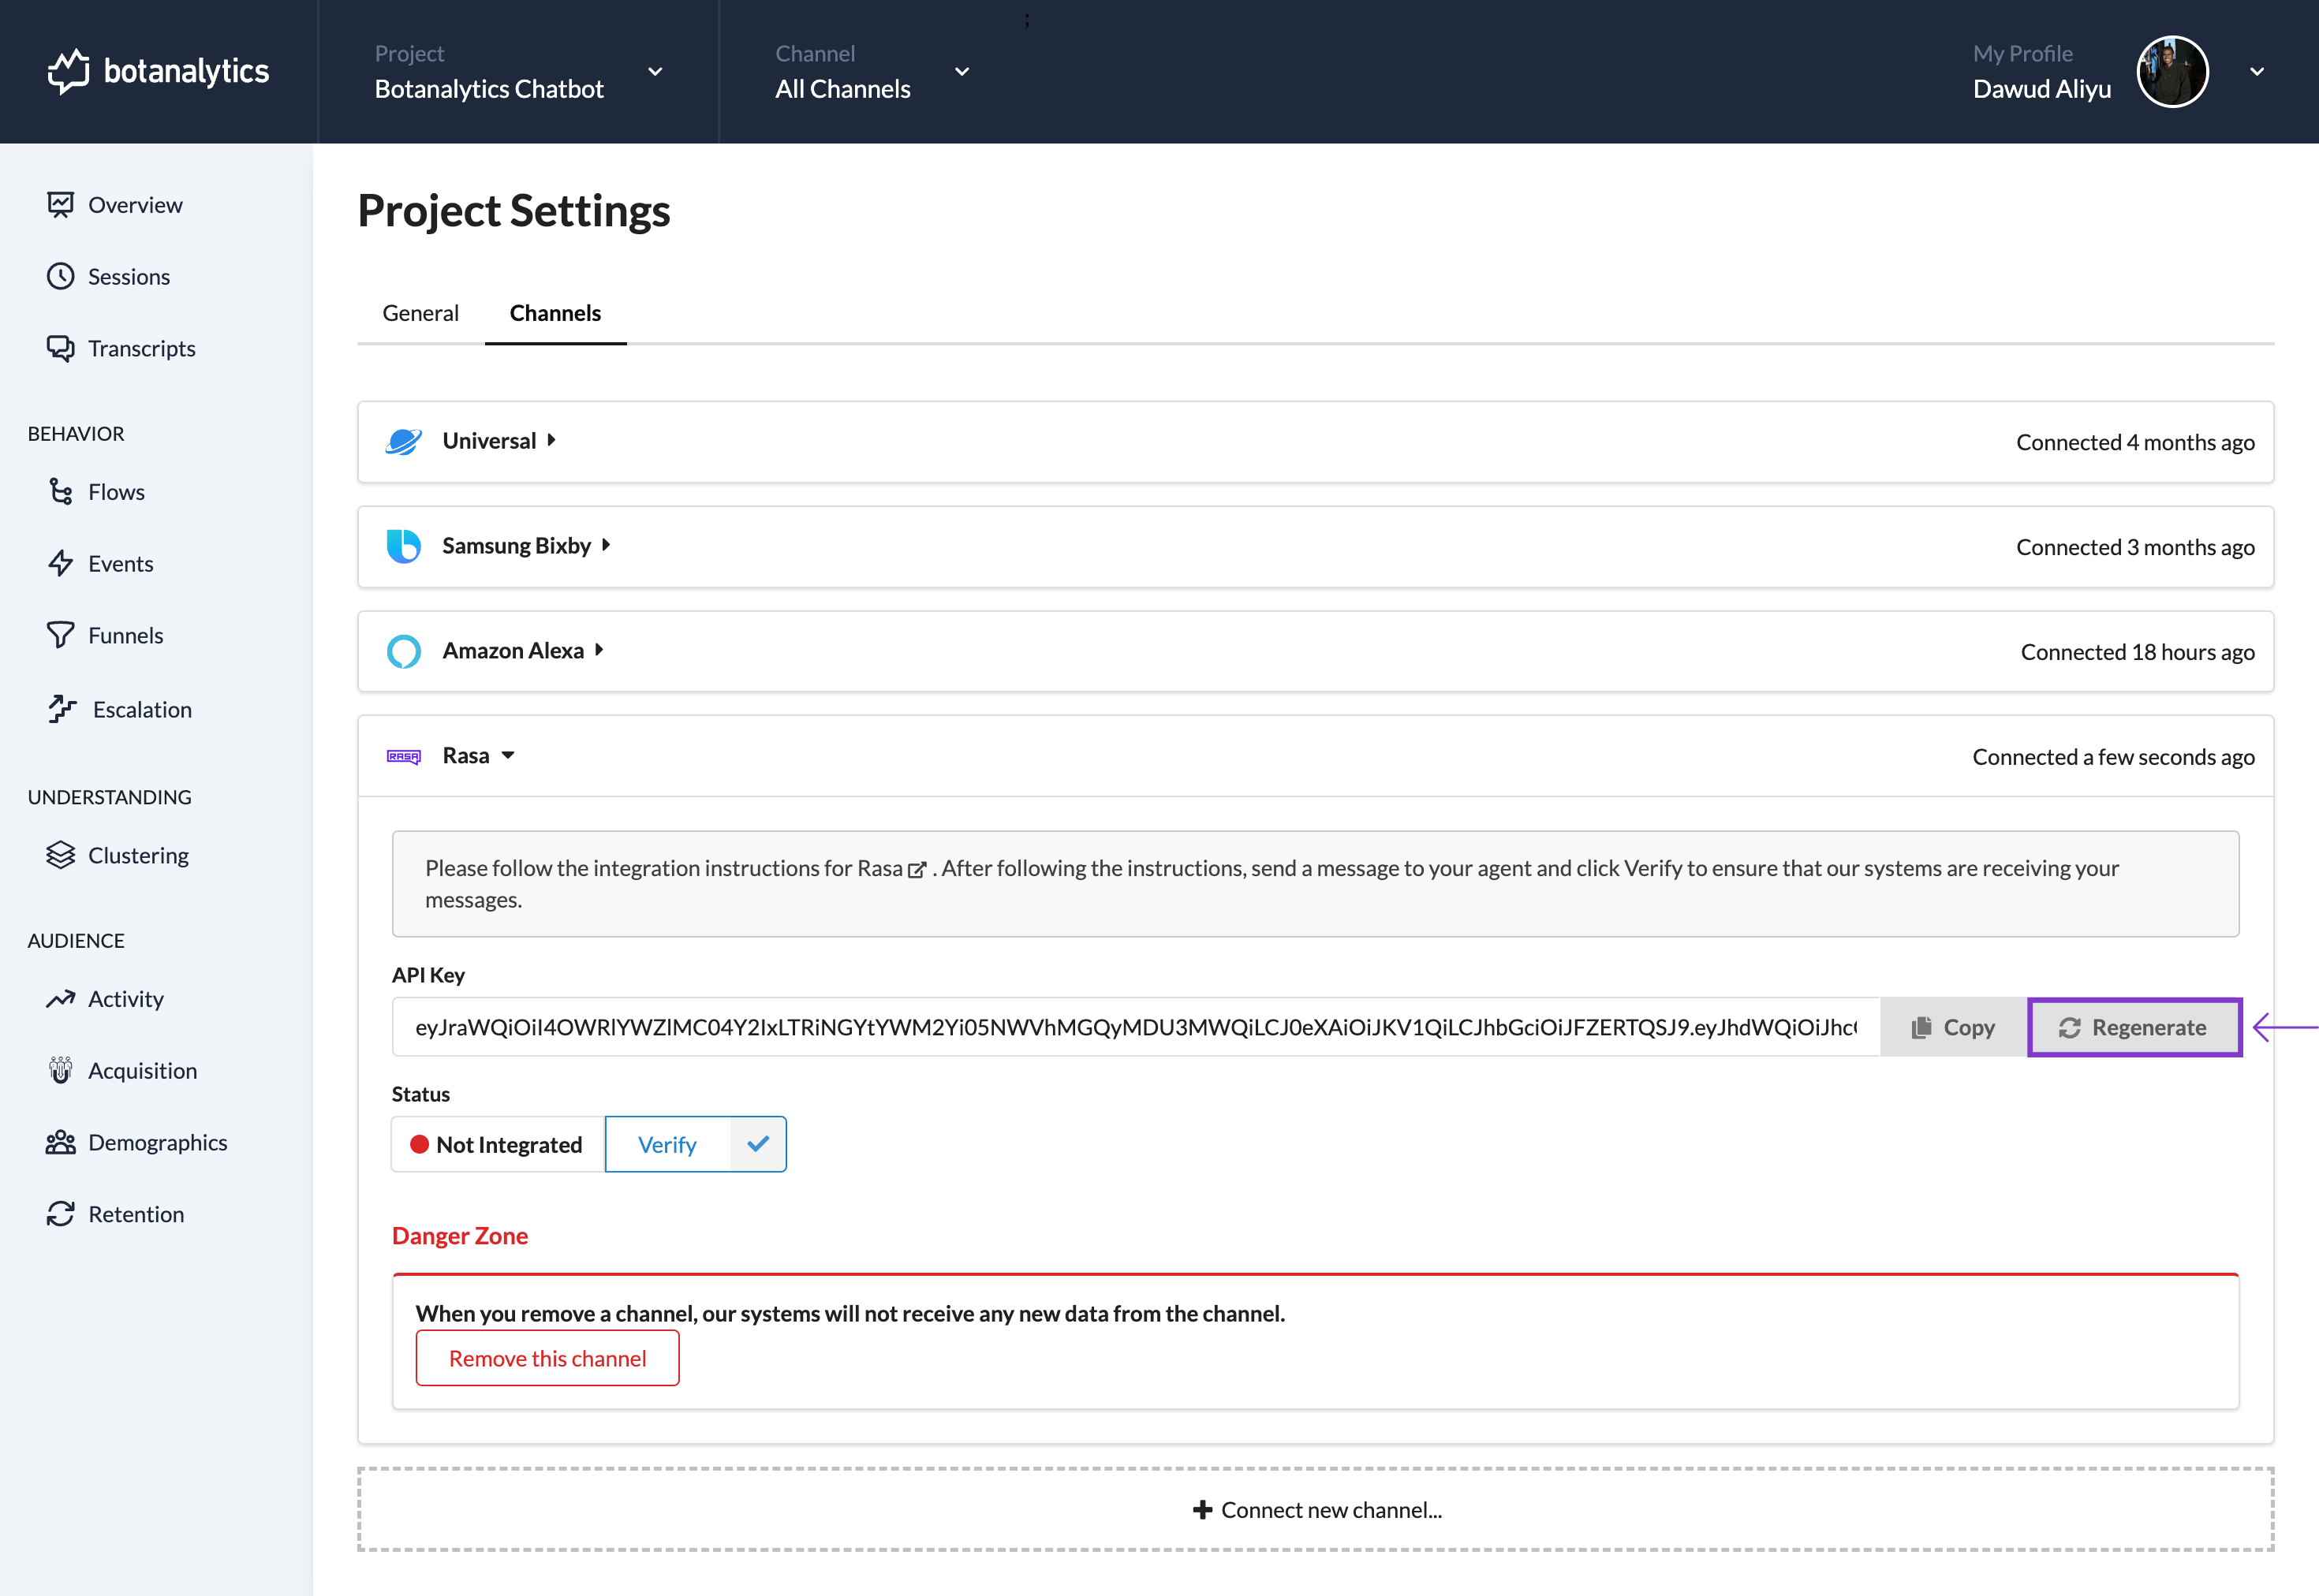 ;
botanalytics
Project
Botanalytics Chatbot
Channel
All Channels
My Profile
Dawud Aliyu
Overview
Sessions
Transcripts
BEHAVIOR
Flows
Events
Funnels
Escalation
UNDERSTANDING
Clustering
AUDIENCE
Activity
Acquisition
Demographics
Retention
Project Settings
General
Channels
Universal
Connected 4 months ago
Samsung Bixby
Connected 3 months ago
Amazon Alexa
Connected 18 hours ago
RASA
Rasa
Connected a few seconds ago
Please follow the integration instructions for Rasa . After following the instructions, send a message to your agent and click Verify to ensure that our systems are receiving your
messages.
API Key
eyJraWQiOiI4OWRlYWZlMC04Y2IxLTRiNGYtYWM2Yi05NWVhMGQyMDU3MWQiLCJ0eXAiOiJKV1QiLCJhbGciOiJFZERTQSJ9.eyJhdWQiOiJhc
Copy
Regenerate
Status
Not Integrated
Verify
Danger Zone
When you remove a channel, our systems will not receive any new data from the channel.
Remove this channel
Connect new channel...